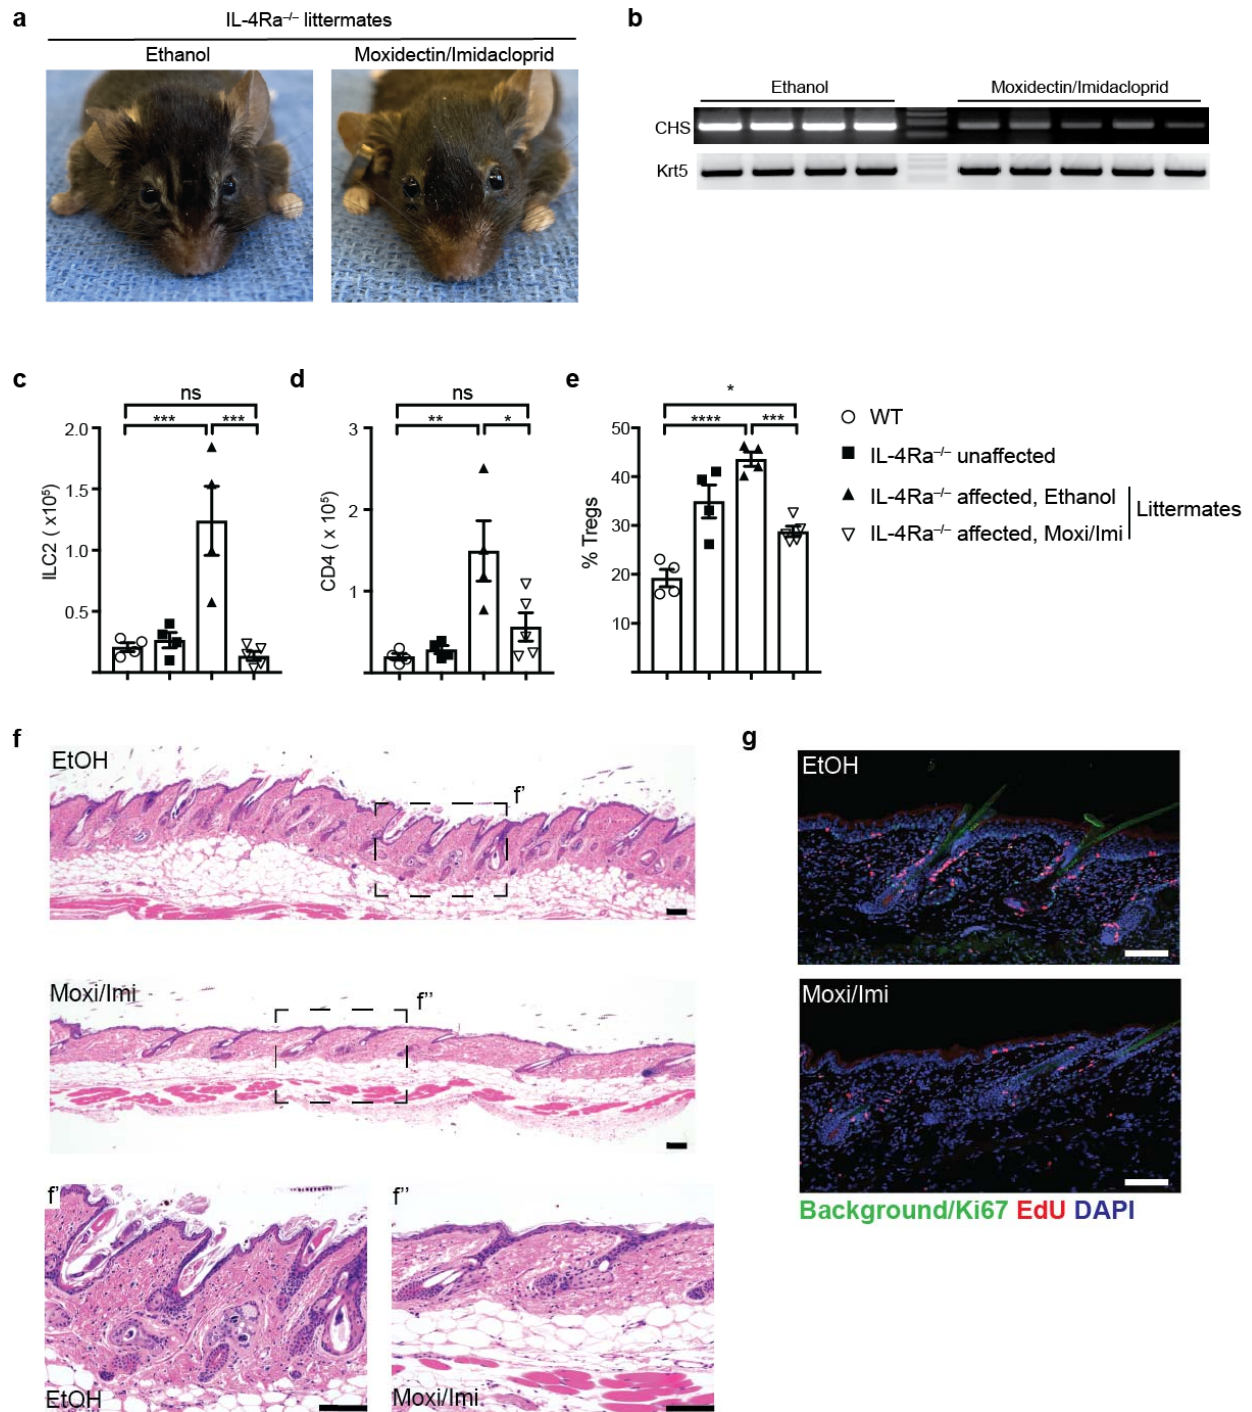 a
IL-4Ra–/– littermates
Ethanol
Moxidectin/Imidacloprid
b
Ethanol
Moxidectin/Imidacloprid
CHS
Krt5
c
ns
***
***
ILC2 ( x10⁵)
2.0
1.5
1.0
0.5
d
ns
**
*
CD4 ( x 10⁵)
3
2
1
e
*
****
***
% Tregs
50
40
30
20
10
WT
IL-4Ra–/– unaffected
IL-4Ra–/– affected, Ethanol
IL-4Ra–/– affected, Moxi/Imi
Littermates
f
EtOH
f'
Moxi/Imi
f''
f'
EtOH
f''
Moxi/Imi
g
EtOH
Moxi/Imi
Background/Ki67 EdU DAPI